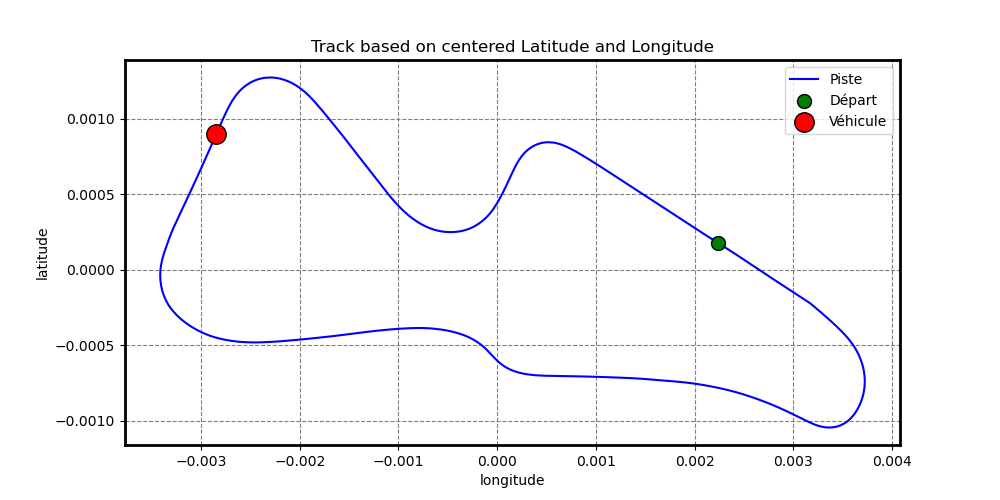 Track based on centered Latitude and Longitude
Piste
Départ
Véhicule
0.0010
0.0005
0.0000
−0.0005
−0.0010
latitude
−0.003
−0.002
−0.001
0.000
0.001
0.002
0.003
0.004
longitude